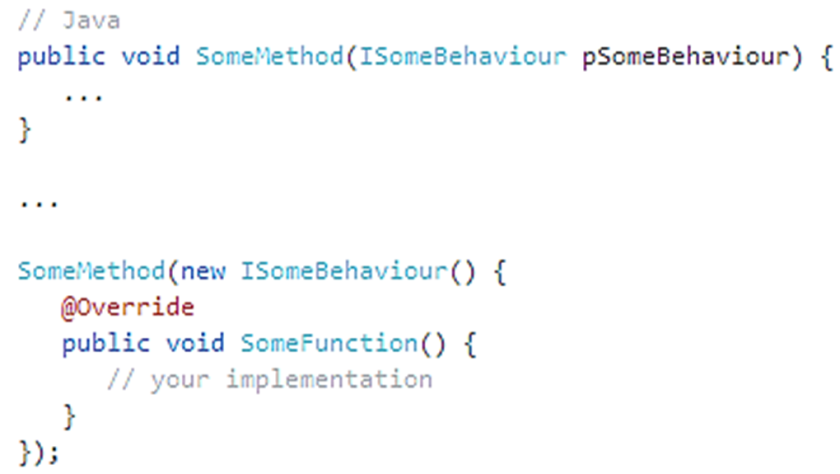 // Java
public void SomeMethod(ISomeBehaviour pSomeBehaviour) {
   ...
}

...

SomeMethod(new ISomeBehaviour() {
   @Override
   public void SomeFunction() {
      // your implementation
   }
});